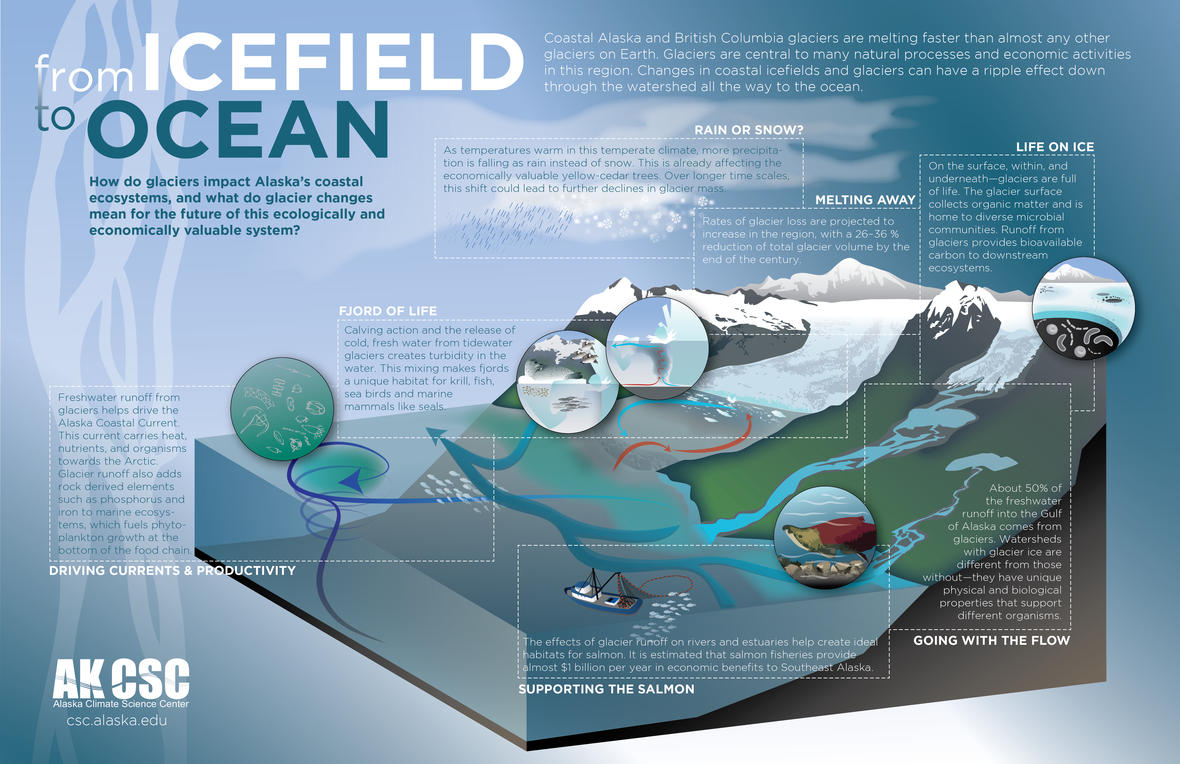 from ICEFIELD
to OCEAN
How do glaciers impact Alaska's coastal
ecosystems, and what do glacier changes
mean for the future of this ecologically and
economically valuable system?
Coastal Alaska and British Columbia glaciers are melting faster than almost any other
glaciers on Earth. Glaciers are central to many natural processes and economic activities
in this region. Changes in coastal icefields and glaciers can have a ripple effect down
through the watershed all the way to the ocean.
RAIN OR SNOW?
As temperatures warm in this temperate climate, more precipita-
tion is falling as rain instead of snow. This is already affecting the
economically valuable yellow-cedar trees. Over longer time scales,
this shift could lead to further declines in glacier mass.
MELTING AWAY
Rates of glacier loss are projected to
increase in the region, with a 26–36 %
reduction of total glacier volume by the
end of the century.
LIFE ON ICE
On the surface, within, and
underneath—glaciers are full
of life. The glacier surface
collects organic matter and is
home to diverse microbial
communities. Runoff from
glaciers provides bioavailable
carbon to downstream
ecosystems.
FJORD OF LIFE
Calving action and the release of
cold, fresh water from tidewater
glaciers creates turbidity in the
water. This mixing makes fjords
a unique habitat for krill, fish,
sea birds and marine
mammals like seals.
Freshwater runoff from
glaciers helps drive the
Alaska Coastal Current.
This current carries heat,
nutrients, and organisms
towards the Arctic.
Glacier runoff also adds
rock derived elements
such as phosphorus and
iron to marine ecosys-
tems, which fuels phyto-
plankton growth at the
bottom of the food chain.
DRIVING CURRENTS & PRODUCTIVITY
About 50% of
the freshwater
runoff into the Gulf
of Alaska comes from
glaciers. Watersheds
with glacier ice are
different from those
without—they have unique
physical and biological
properties that support
different organisms.
GOING WITH THE FLOW
The effects of glacier runoff on rivers and estuaries help create ideal
habitats for salmon. It is estimated that salmon fisheries provide
almost $1 billion per year in economic benefits to Southeast Alaska.
SUPPORTING THE SALMON
AK CSC
Alaska Climate Science Center
csc.alaska.edu